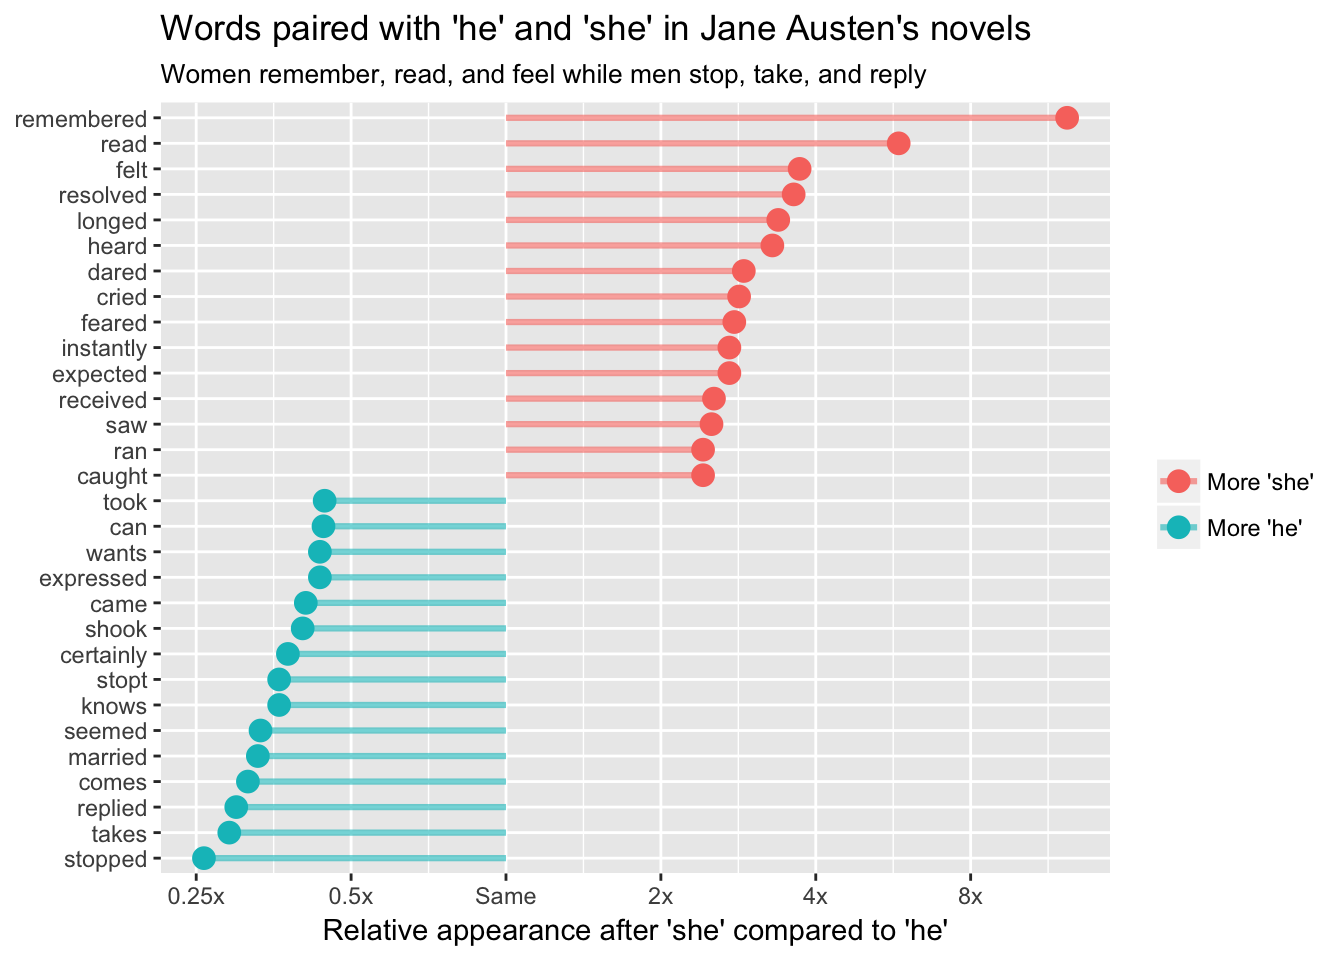 Words paired with 'he' and 'she' in Jane Austen's novels
Women remember, read, and feel while men stop, take, and reply
remembered
read
felt
resolved
longed
heard
dared
cried
feared
instantly
expected
received
saw
ran
caught
took
can
wants
expressed
came
shook
certainly
stopt
knows
seemed
married
comes
replied
takes
stopped
0.25x 0.5x Same 2x 4x 8x
Relative appearance after 'she' compared to 'he'
More 'she'
More 'he'